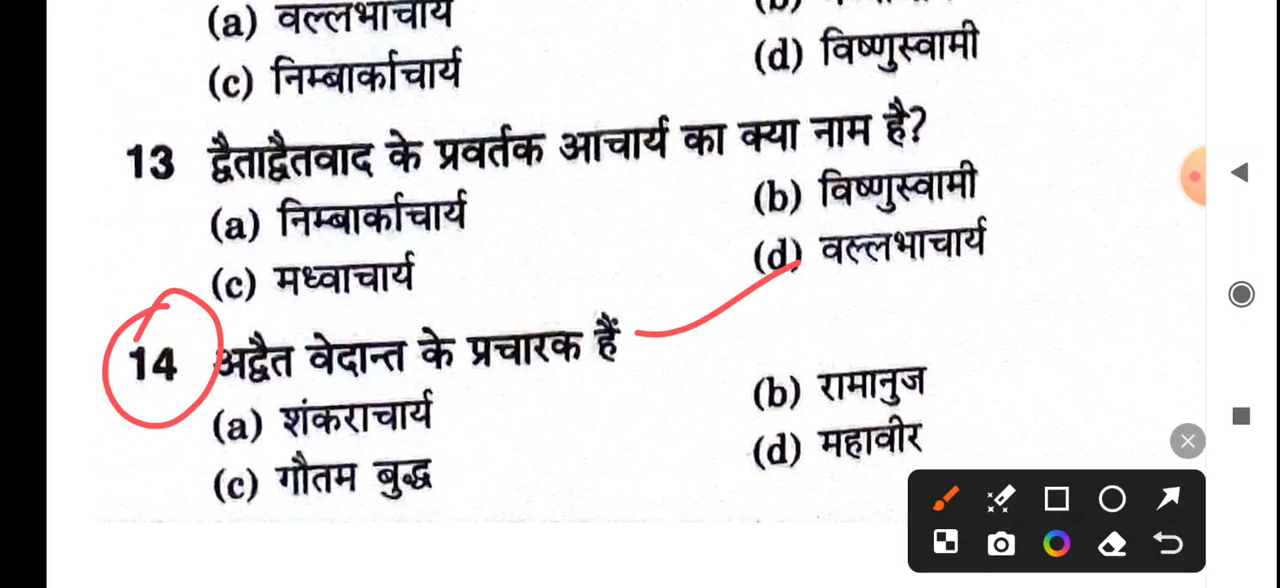 (a) वल्लभाचार्य
(c) निम्बार्काचार्य
(d) विष्णुस्वामी
13 द्वैताद्वैतवाद के प्रवर्तक आचार्य का क्या नाम है?
(a) निम्बार्काचार्य
(b) विष्णुस्वामी
(c) मध्वाचार्य
(d) वल्लभाचार्य
14 अद्वैत वेदान्त के प्रचारक हैं
(a) शंकराचार्य
(b) रामानुज
(c) गौतम बुद्ध
(d) महावीर